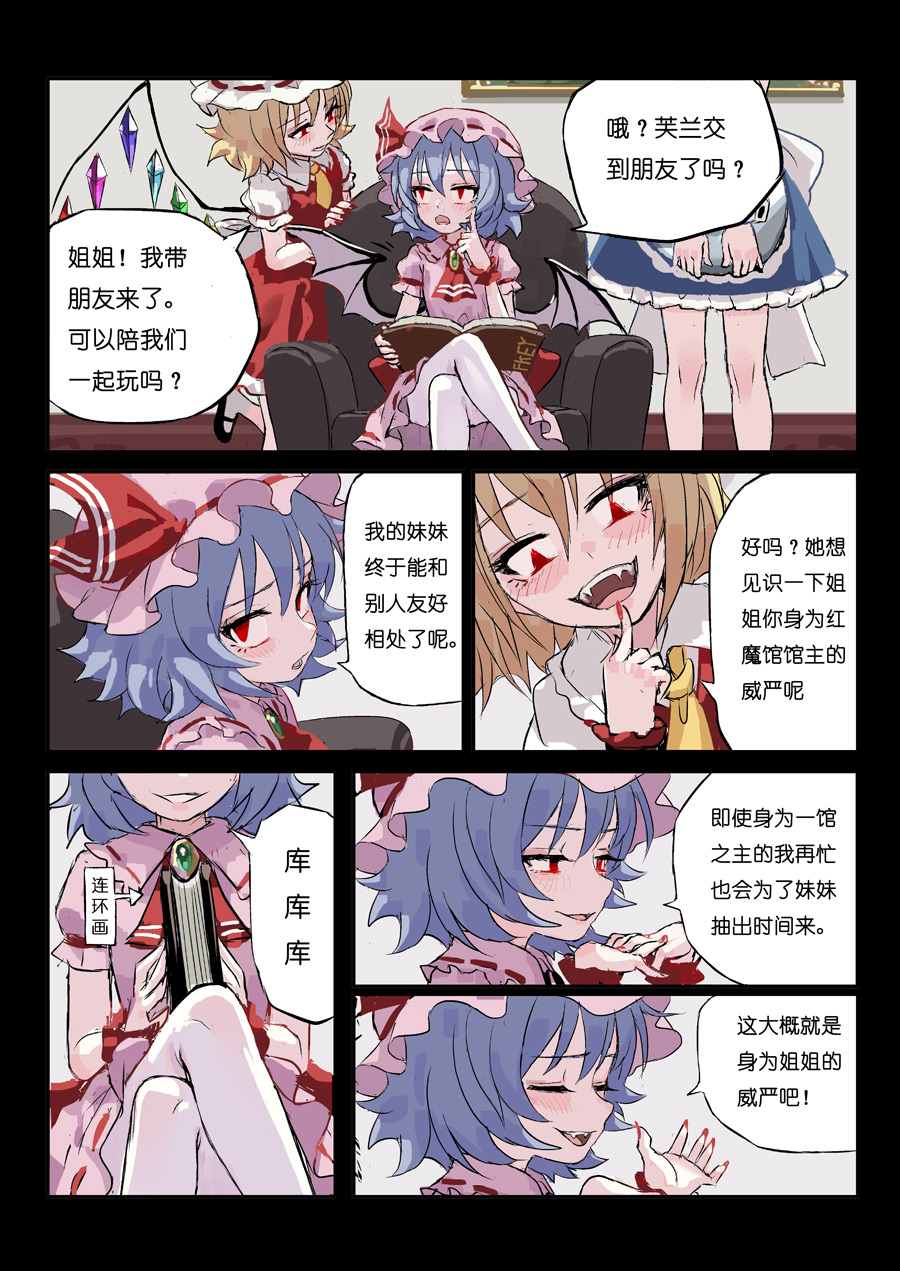 姐姐！我带
朋友来了。
可以陪我们
一起玩吗？
哦？芙兰交
到朋友了吗？
FKEY
我的妹妹
终于能和
别人友好
相处了呢。
好吗？她想
见识一下姐
姐你身为红
魔馆馆主的
威严呢
库库库
连环画
即使身为一馆
之主的我再忙
也会为了妹妹
抽出时间来。
这大概就是
身为姐姐的
威严吧！